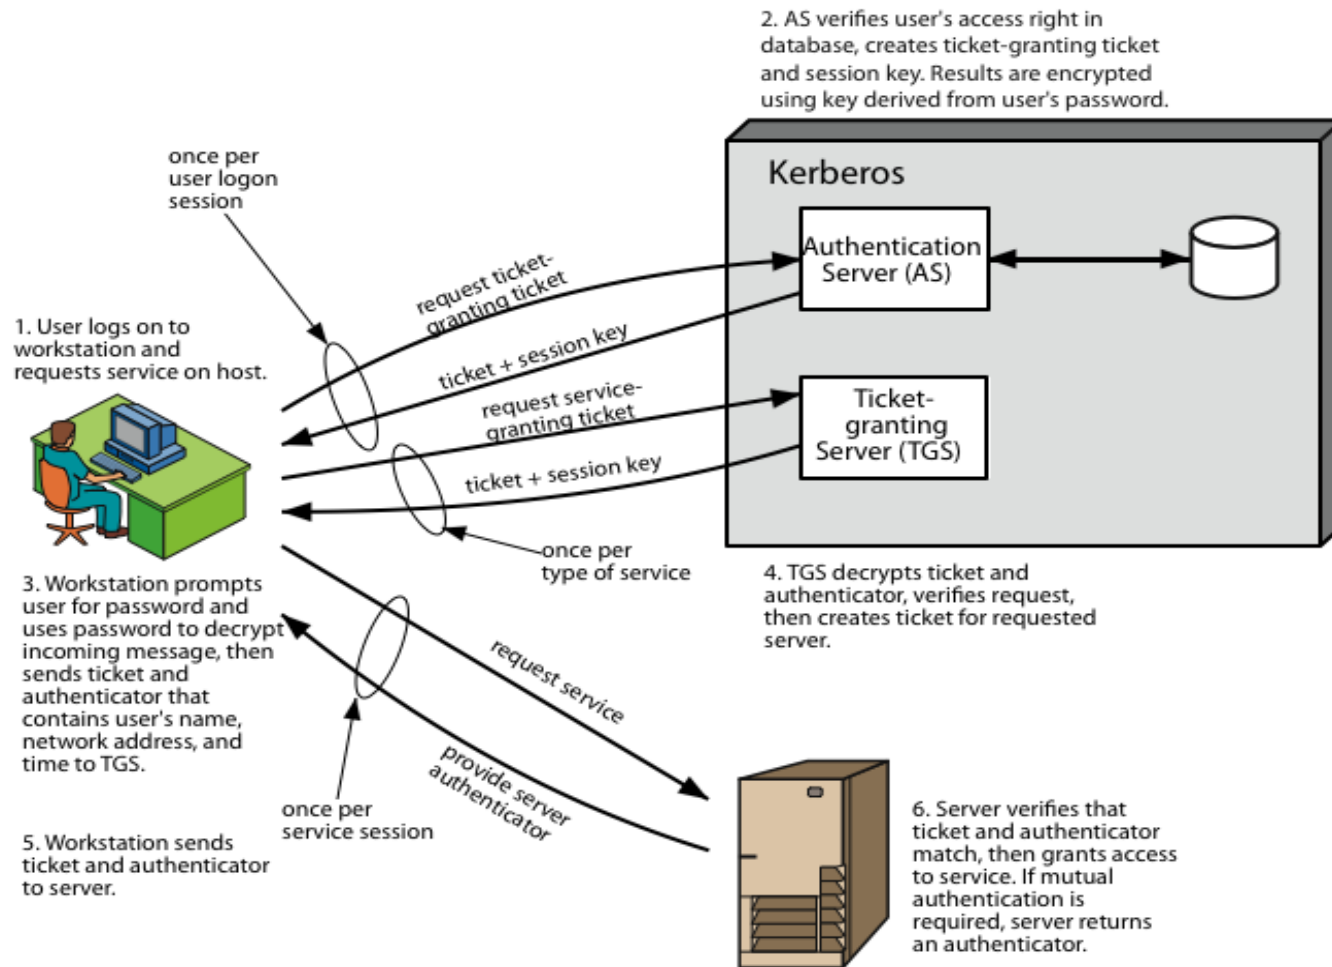 2. AS verifies user's access right in
database, creates ticket-granting ticket
and session key. Results are encrypted
using key derived from user's password.
once per
user logon
session
Kerberos
Authentication
Server (AS)
request ticket-
granting ticket
1. User logs on to
workstation and
requests service on host.
ticket + session key
request service-
granting ticket
Ticket-
granting
Server (TGS)
ticket + session key
once per
type of service
3. Workstation prompts
user for password and
uses password to decrypt
incoming message, then
sends ticket and
authenticator that
contains user's name,
network address, and
time to TGS.
4. TGS decrypts ticket and
authenticator, verifies request,
then creates ticket for requested
server.
request service
provide server
authenticator
once per
service session
5. Workstation sends
ticket and authenticator
to server.
6. Server verifies that
ticket and authenticator
match, then grants access
to service. If mutual
authentication is
required, server returns
an authenticator.